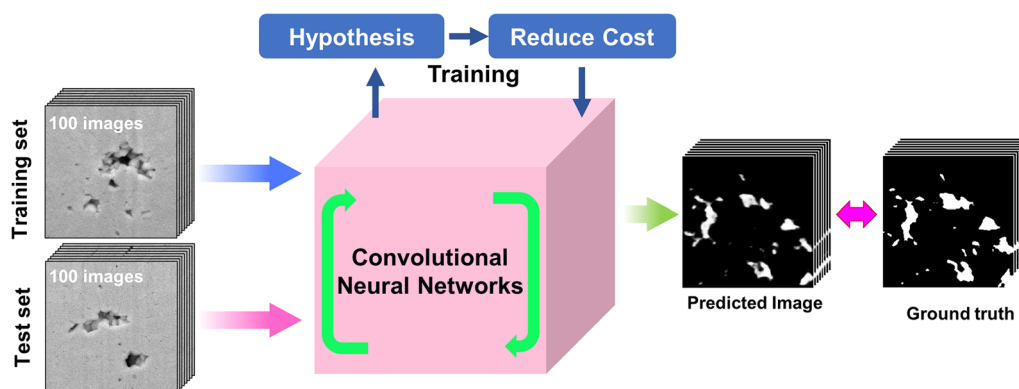 Hypothesis
Reduce Cost
Training
Training set
100 images
Test set
100 images
Convolutional
Neural Networks
Predicted Image
Ground truth